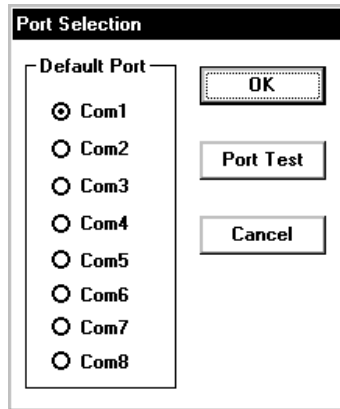 Port Selection
Default Port
Com1
Com2
Com3
Com4
Com5
Com6
Com7
Com8
OK
Port Test
Cancel